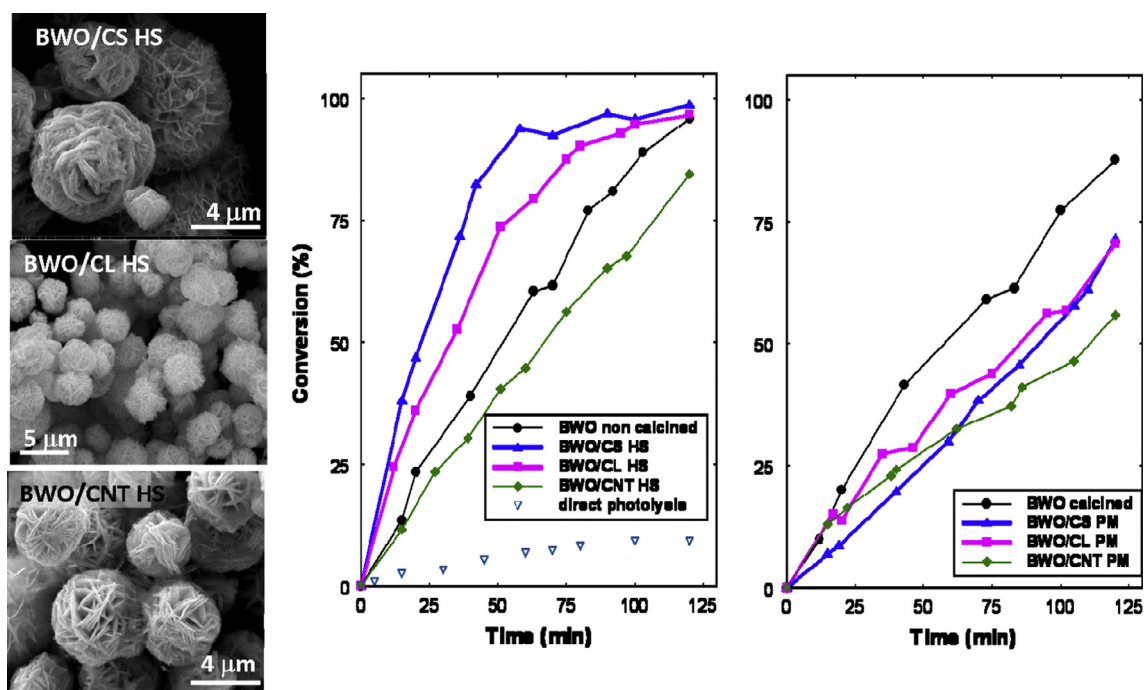 BWO/CS HS
4 µm
BWO/CL HS
5 µm
BWO/CNT HS
4 µm
Conversion (%)
100
75
50
25
0
BWO non calcined
BWO/CS HS
BWO/CL HS
BWO/CNT HS
direct photolysis
0 25 50 75 100 125
Time (min)
100
75
50
25
0
BWO calcined
BWO/CS PM
BWO/CL PM
BWO/CNT PM
0 25 50 75 100 125
Time (min)